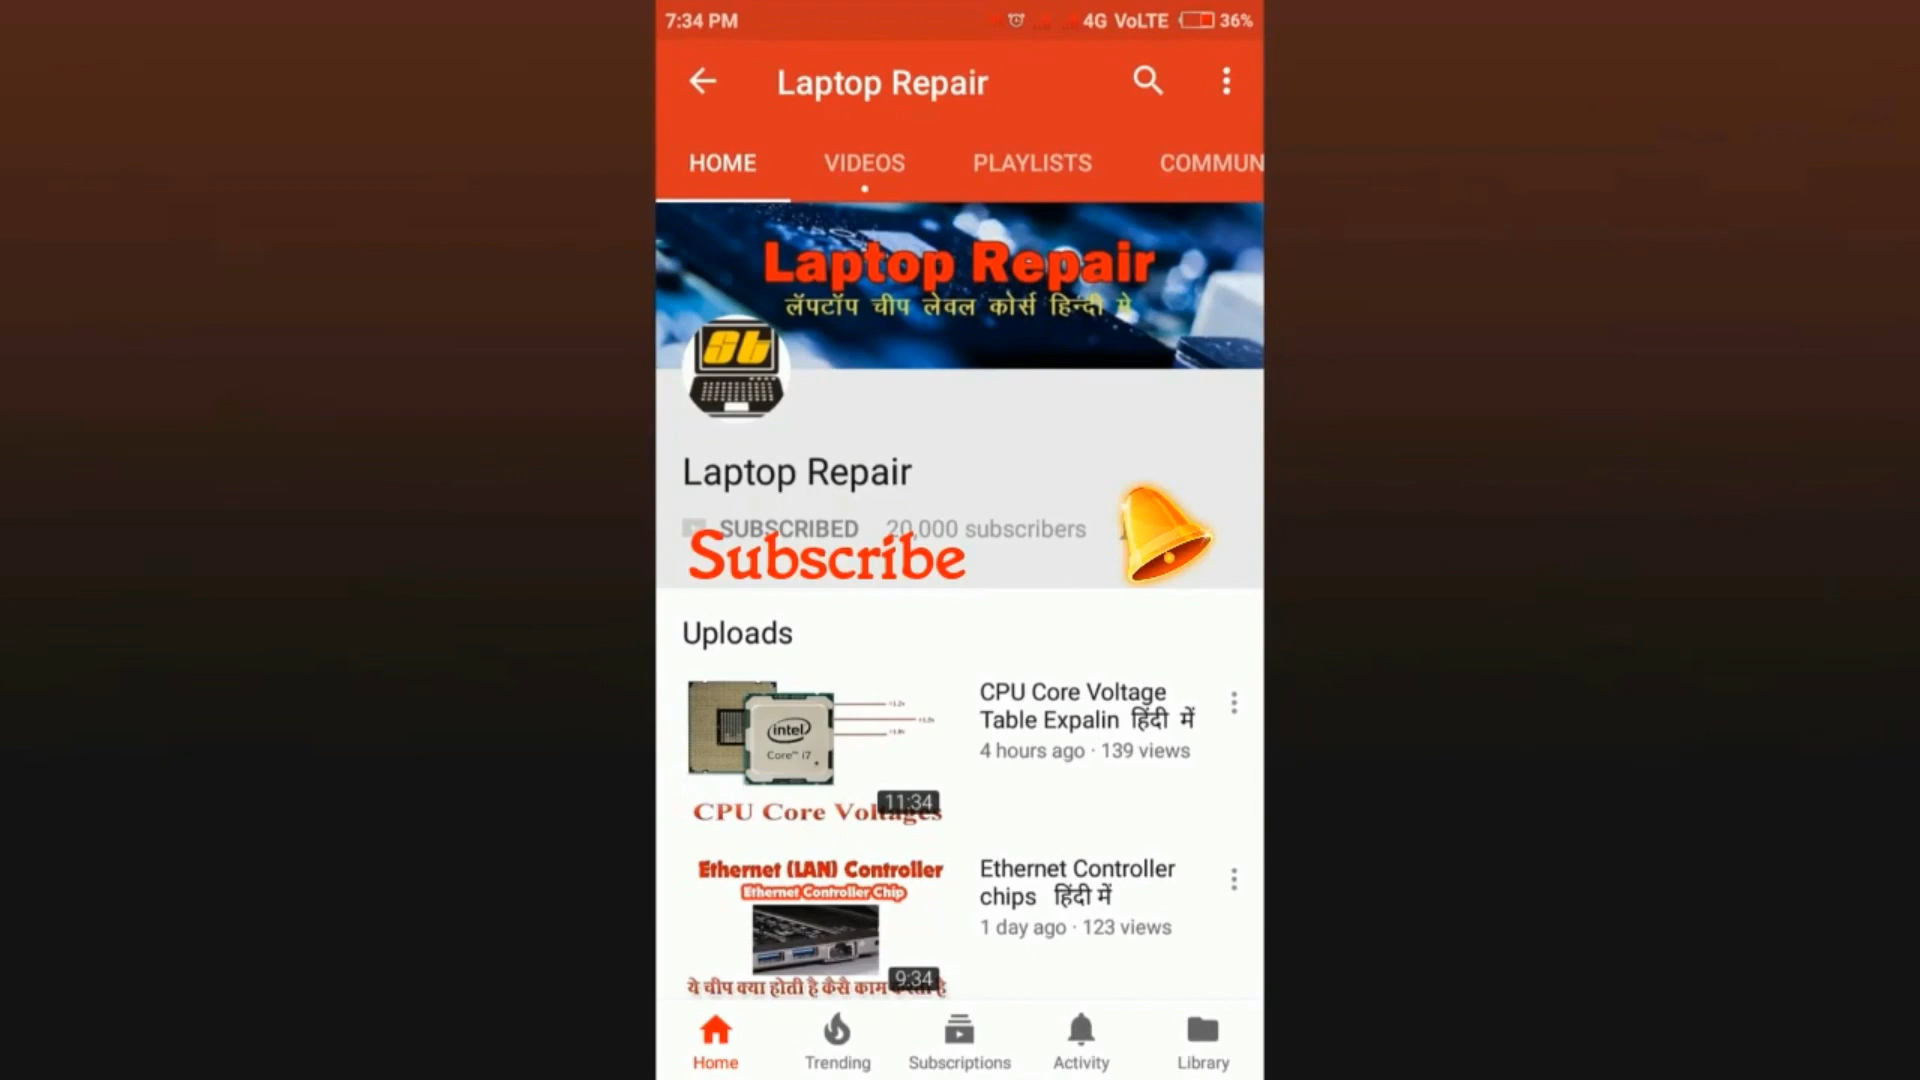 7:34 PM
4G VoLTE 36%
Laptop Repair
HOME VIDEOS PLAYLISTS COMMUN
Laptop Repair
लॅपटॉप चीप लेवल कोर्स हिन्दी मे
St
Laptop Repair
SUBSCRIBED 20,000 subscribers
Subscribe
Uploads
CPU Core Voltage
Table Expalin हिंदी में
4 hours ago · 139 views
intel
Core™ i7
11:34
CPU Core Voltages
Ethernet (LAN) Controller
Ethernet Controller Chip
Ethernet Controller
chips हिंदी में
1 day ago · 123 views
9:34
ये चीप क्या होती है कैसे काम करती है
Home Trending Subscriptions Activity Library